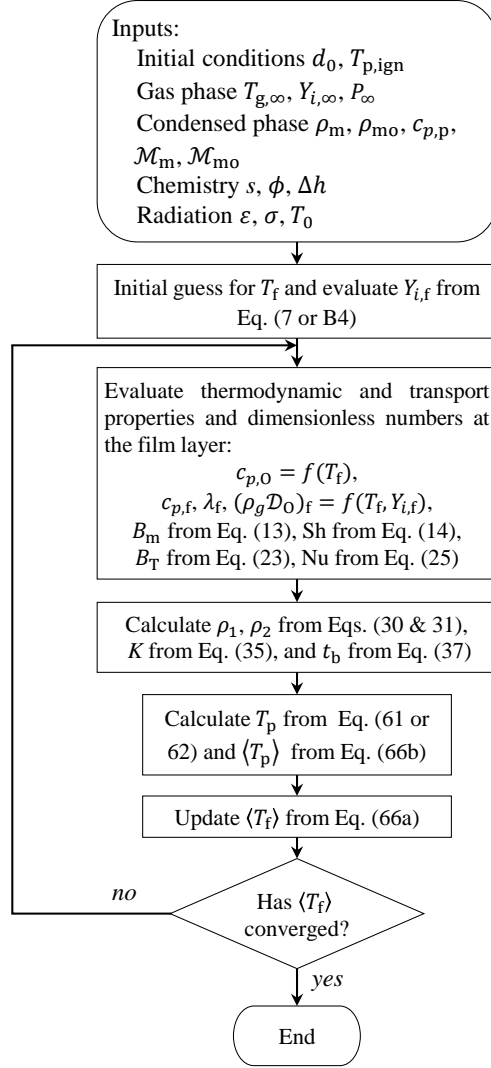 Inputs:
Initial conditions 𝑑₀, 𝑇p,ign
Gas phase 𝑇g,∞, 𝑌𝑖,∞, 𝑃∞
Condensed phase 𝜌m, 𝜌mo, 𝑐𝑝,p,
ℳm, ℳmo
Chemistry 𝑠, 𝜙, Δℎ
Radiation 𝜀, 𝜎, 𝑇₀
Initial guess for 𝑇f and evaluate 𝑌𝑖,f from
Eq. (7 or B4)
Evaluate thermodynamic and transport
properties and dimensionless numbers at
the film layer:
𝑐𝑝,O = 𝑓(𝑇f),
𝑐𝑝,f, 𝜆f, (𝜌𝑔𝒟O)f = 𝑓(𝑇f, 𝑌𝑖,f),
𝐵m from Eq. (13), Sh from Eq. (14),
𝐵T from Eq. (23), Nu from Eq. (25)
Calculate 𝜌₁, 𝜌₂ from Eqs. (30 & 31),
𝐾 from Eq. (35), and 𝑡b from Eq. (37)
Calculate 𝑇p from Eq. (61 or
62) and ⟨𝑇p⟩ from Eq. (66b)
Update ⟨𝑇f⟩ from Eq. (66a)
no
Has ⟨𝑇f⟩
converged?
yes
End